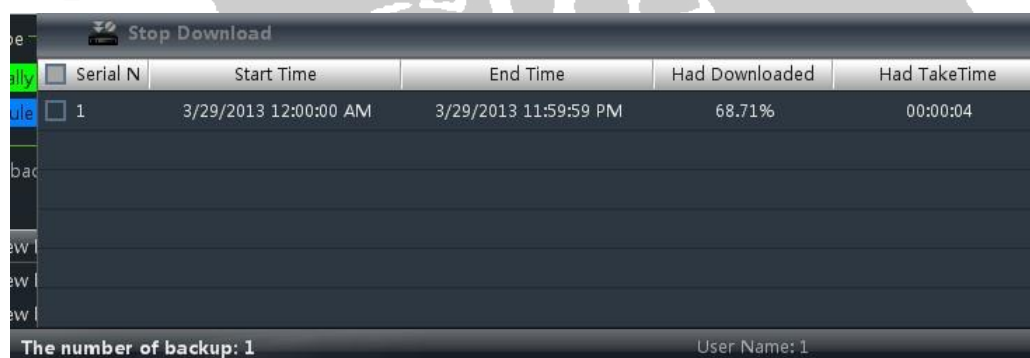 Stop Download
Serial N Start Time End Time Had Downloaded Had TakeTime
1 3/29/2013 12:00:00 AM 3/29/2013 11:59:59 PM 68.71% 00:00:04
The number of backup: 1 User Name: 1